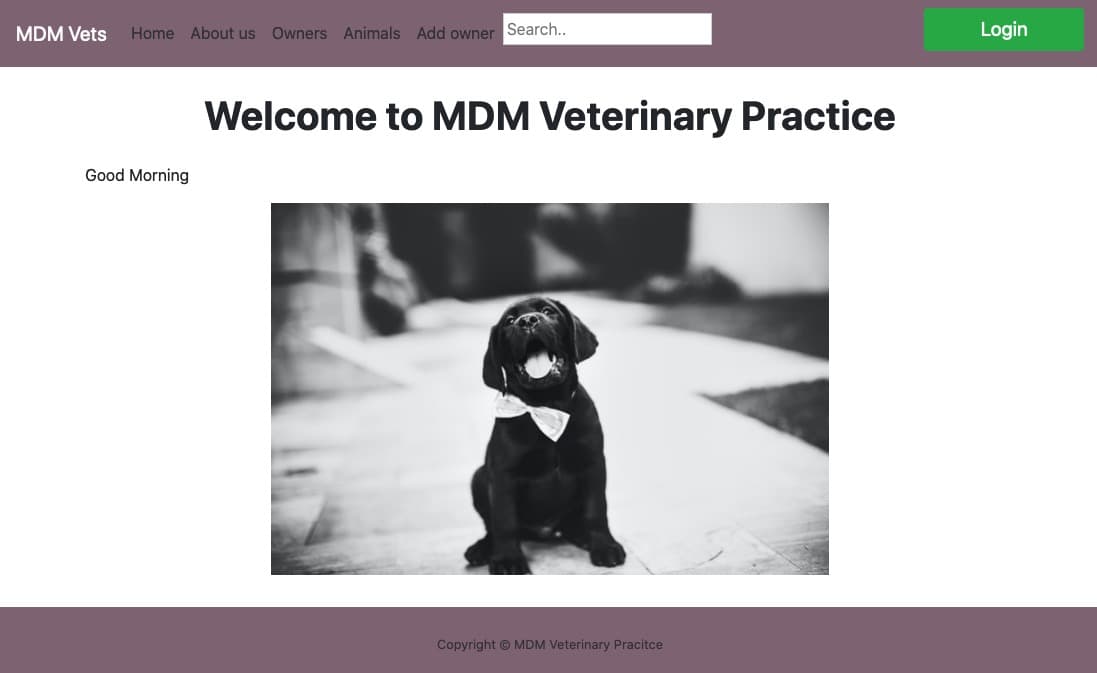 MDM Vets Home About us Owners Animals Add owner Search.. Login
Welcome to MDM Veterinary Practice
Good Morning
Copyright © MDM Veterinary Pracitce